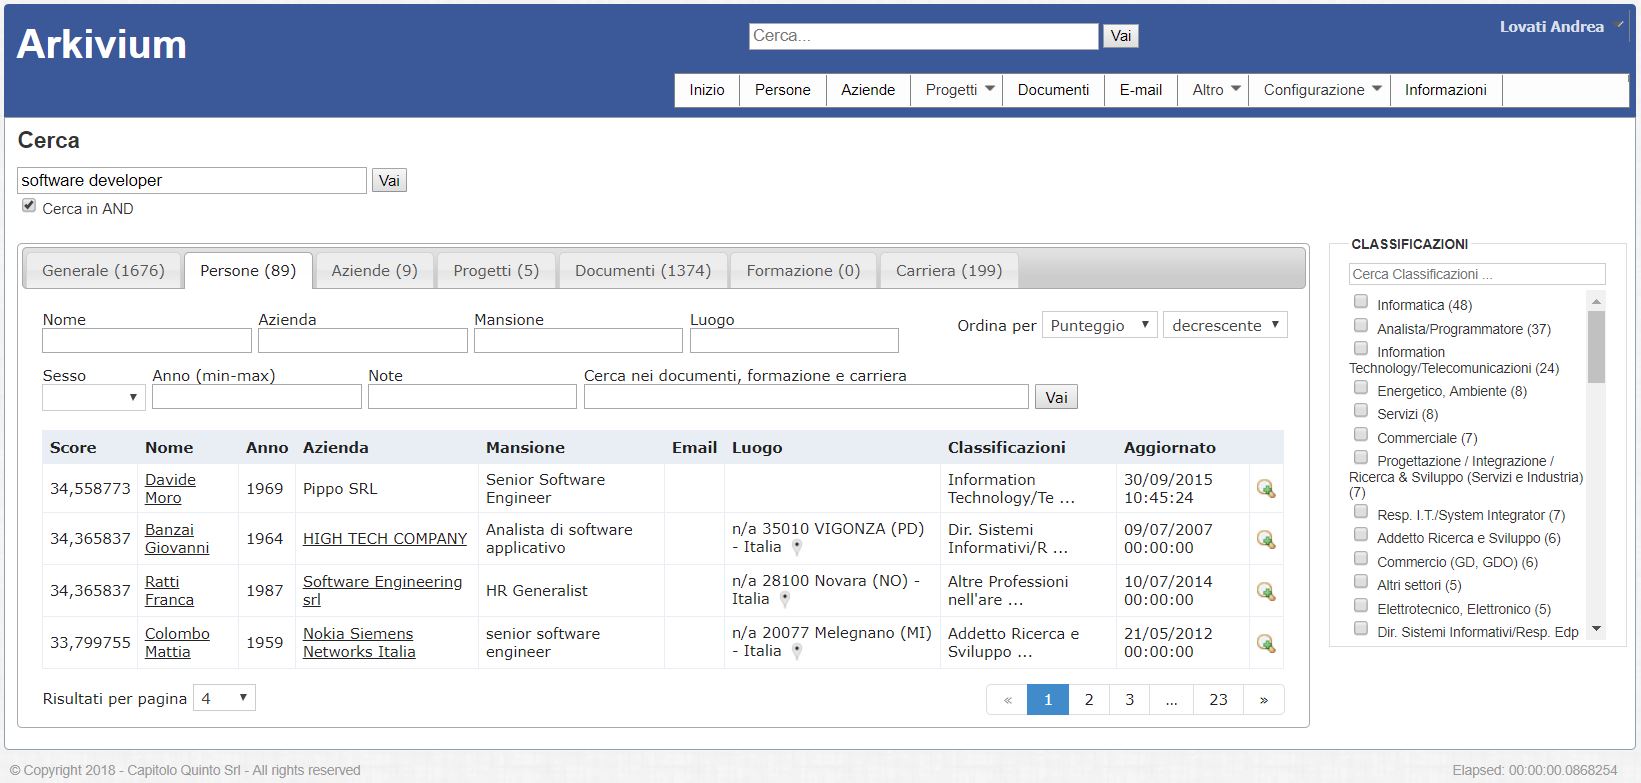 Arkivium
Cerca... Vai
Lovati Andrea
Inizio Persone Aziende Progetti Documenti E-mail Altro Configurazione Informazioni
Cerca
software developer Vai
Cerca in AND
Generale (1676) Persone (89) Aziende (9) Progetti (5) Documenti (1374) Formazione (0) Carriera (199)
Nome Azienda Mansione Luogo
Ordina per Punteggio decrescente
Sesso Anno (min-max) Note Cerca nei documenti, formazione e carriera
Vai
Score Nome Anno Azienda Mansione Email Luogo Classificazioni Aggiornato
34,558773 Davide Moro 1969 Pippo SRL Senior Software Engineer Information Technology/Te ... 30/09/2015 10:45:24
34,365837 Banzai Giovanni 1964 HIGH TECH COMPANY Analista di software applicativo n/a 35010 VIGONZA (PD) - Italia Dir. Sistemi Informativi/R ... 09/07/2007 00:00:00
34,365837 Ratti Franca 1987 Software Engineering srl HR Generalist n/a 28100 Novara (NO) - Italia Altre Professioni nell'are ... 10/07/2014 00:00:00
33,799755 Colombo Mattia 1959 Nokia Siemens Networks Italia senior software engineer n/a 20077 Melegnano (MI) - Italia Addetto Ricerca e Sviluppo ... 21/05/2012 00:00:00
Risultati per pagina 4
« 1 2 3 ... 23 »
CLASSIFICAZIONI
Cerca Classificazioni ...
Informatica (48)
Analista/Programmatore (37)
Information
Technology/Telecomunicazioni (24)
Energetico, Ambiente (8)
Servizi (8)
Commerciale (7)
Progettazione / Integrazione /
Ricerca & Sviluppo (Servizi e Industria)
(7)
Resp. I.T./System Integrator (7)
Addetto Ricerca e Sviluppo (6)
Commercio (GD, GDO) (6)
Altri settori (5)
Elettrotecnico, Elettronico (5)
Dir. Sistemi Informativi/Resp. Edp
© Copyright 2018 - Capitolo Quinto Srl - All rights reserved
Elapsed: 00:00:00.0868254